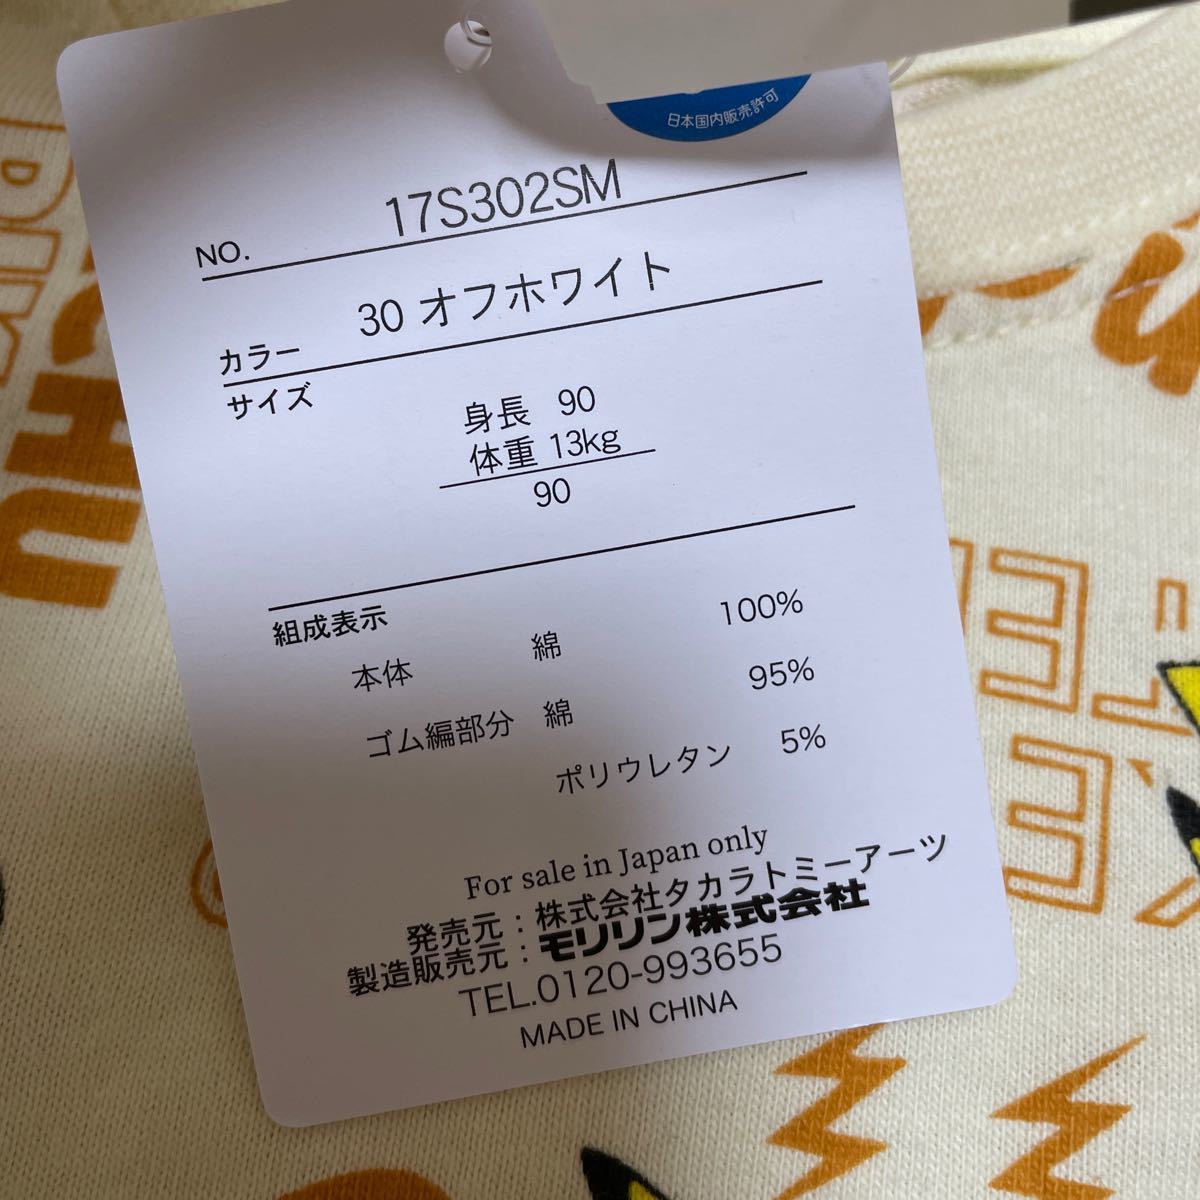 日本国内販売許可
NO. 17S302SM
カラー 30 オフホワイト
サイズ
身長 90
体重 13kg
90
組成表示
本体 綿 100%
ゴム編部分 綿 95%
ポリウレタン 5%
For sale in Japan only
発売元：株式会社タカラトミーアーツ
製造販売元：モリリン株式会社
TEL.0120-993655
MADE IN CHINA